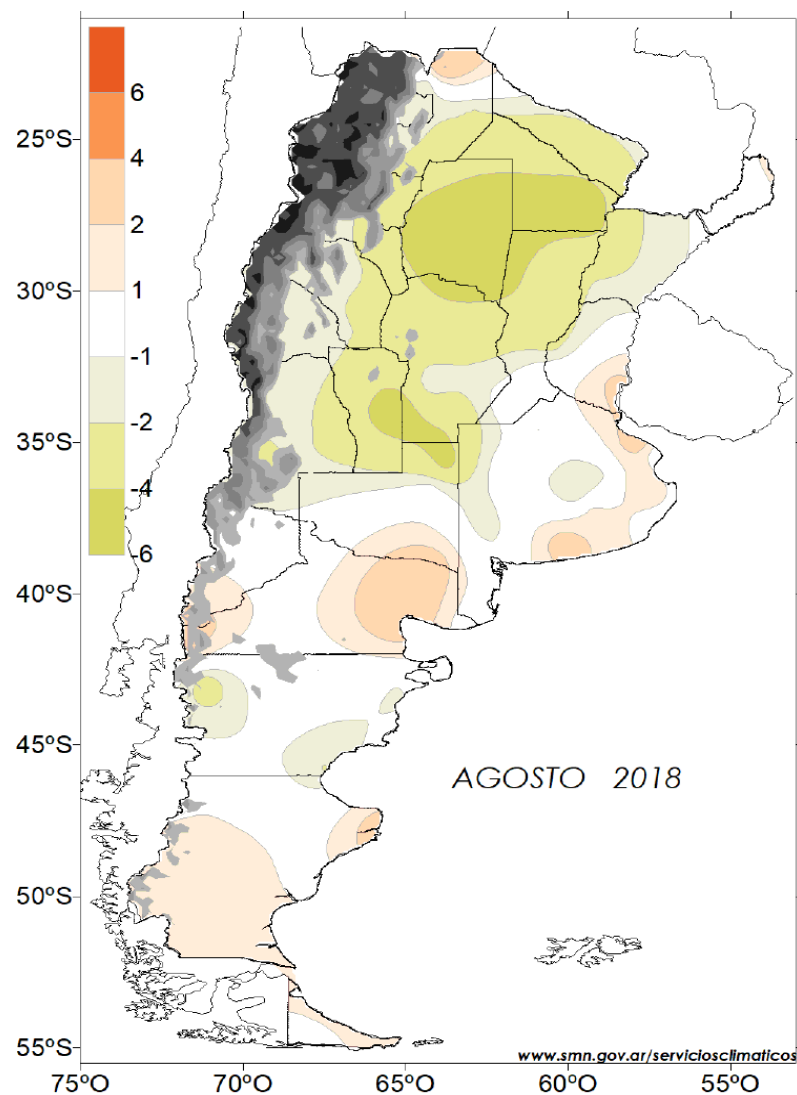 6
4
2
1
-1
-2
-4
-6
25ºS
30ºS
35ºS
40ºS
45ºS
50ºS
55ºS
AGOSTO 2018
www.smn.gov.ar/serviciosclimaticos
75ºO 70ºO 65ºO 60ºO 55ºO